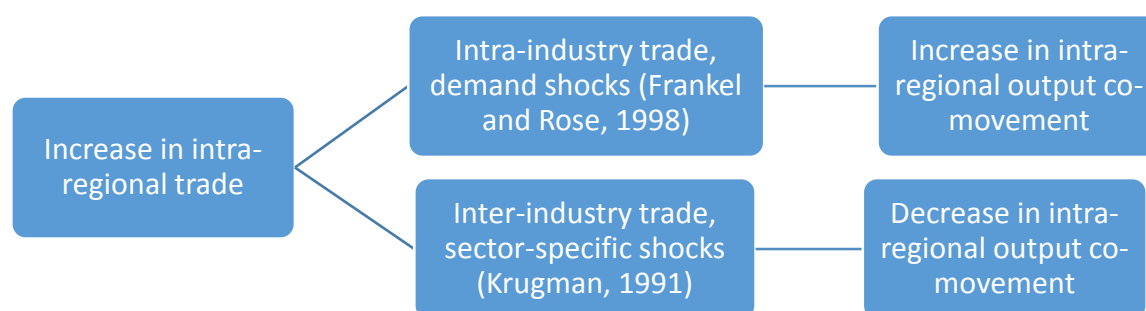 Increase in intra-
regional trade
Intra-industry trade,
demand shocks (Frankel
and Rose, 1998)
Increase in intra-
regional output co-
movement
Inter-industry trade,
sector-specific shocks
(Krugman, 1991)
Decrease in intra-
regional output co-
movement